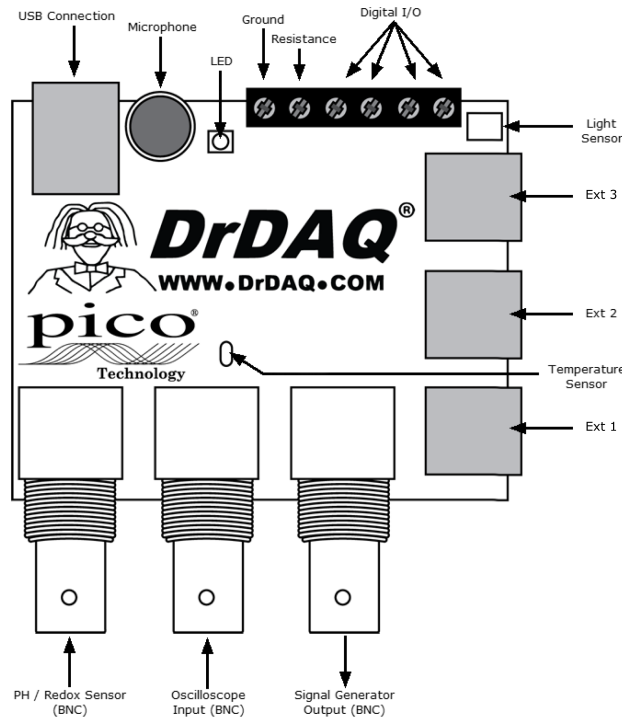 USB Connection
Microphone
LED
Ground
Resistance
Digital I/O
Light
Sensor
Ext 3
DrDAQ®
WWW.DrDAQ.COM
Ext 2
pico®
Technology
Temperature
Sensor
Ext 1
PH / Redox Sensor
(BNC)
Oscilloscope
Input (BNC)
Signal Generator
Output (BNC)